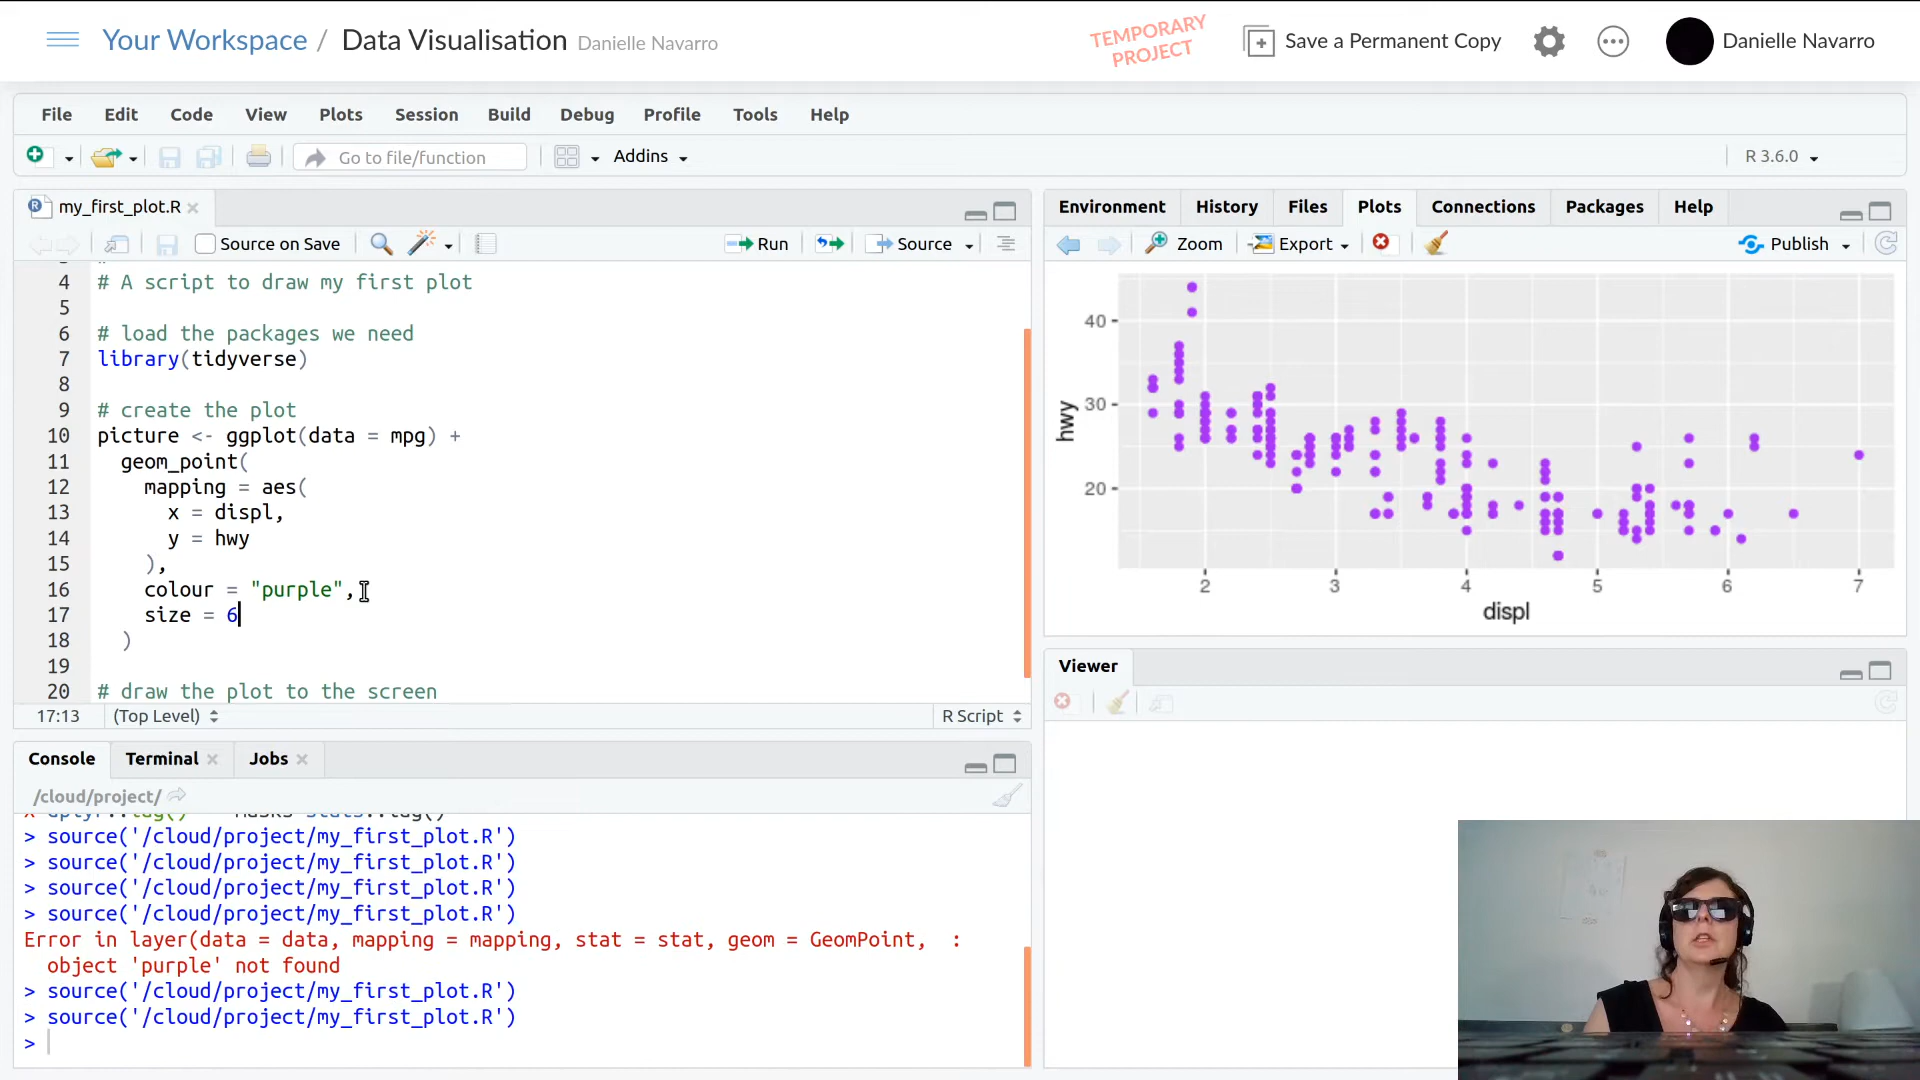 Your Workspace / Data Visualisation Danielle Navarro
TEMPORARY
PROJECT
Save a Permanent Copy
Danielle Navarro
File Edit Code View Plots Session Build Debug Profile Tools Help
Go to file/function
Addins
R 3.6.0
my_first_plot.R
Source on Save
Run
Source
4 # A script to draw my first plot
5
6 # load the packages we need
7 library(tidyverse)
8
9 # create the plot
10 picture <- ggplot(data = mpg) +
11 geom_point(
12 mapping = aes(
13 x = displ,
14 y = hwy
15 ),
16 colour = "purple",
17 size = 6
18 )
19
20 # draw the plot to the screen
17:13 (Top Level) R Script
Console Terminal Jobs
/cloud/project/
> source('/cloud/project/my_first_plot.R')
> source('/cloud/project/my_first_plot.R')
> source('/cloud/project/my_first_plot.R')
> source('/cloud/project/my_first_plot.R')
Error in layer(data = data, mapping = mapping, stat = stat, geom = GeomPoint, :
object 'purple' not found
> source('/cloud/project/my_first_plot.R')
> source('/cloud/project/my_first_plot.R')
>
Environment History Files Plots Connections Packages Help
Zoom Export Publish
40
30
20
hwy
2 3 4 5 6 7
displ
Viewer